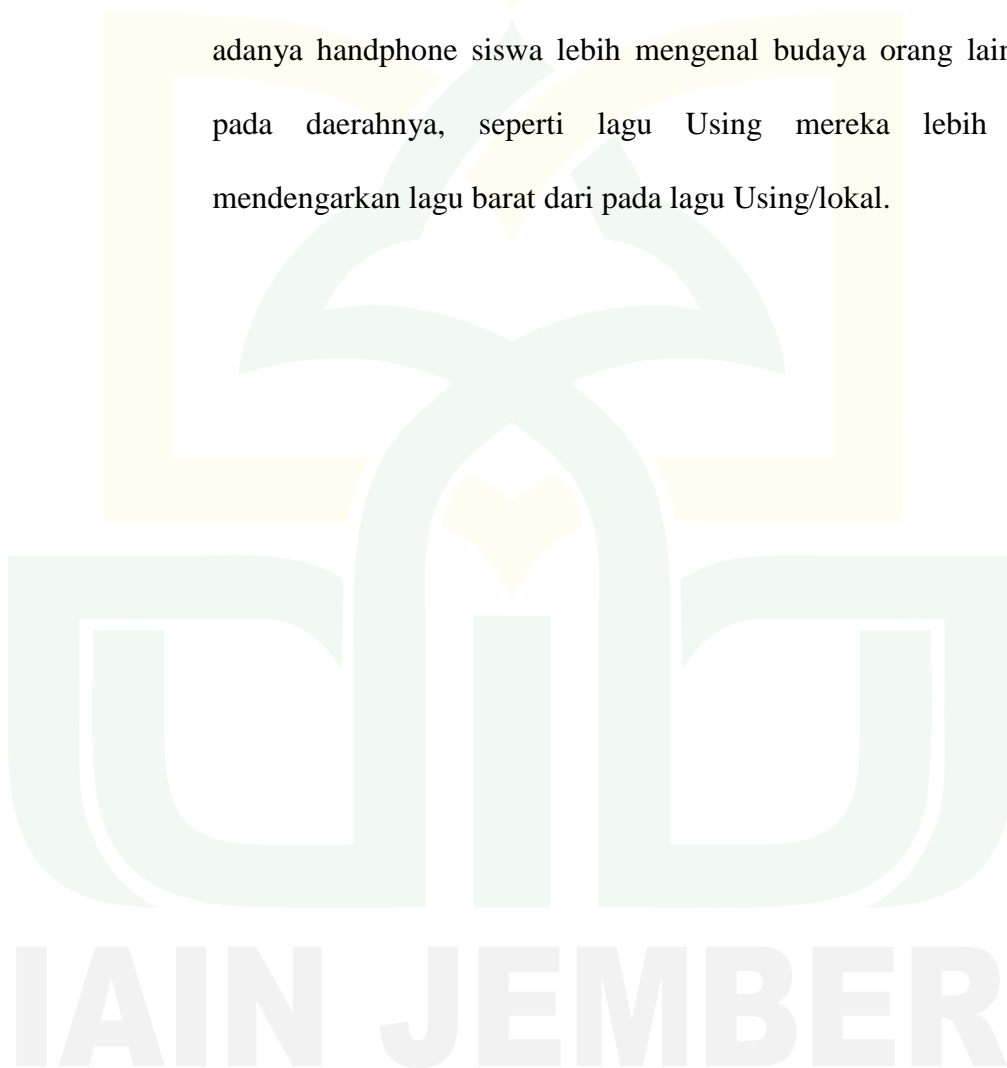 adanya handphone siswa lebih mengenal budaya orang lain
pada daerahnya, seperti lagu Using mereka lebih
mendengarkan lagu barat dari pada lagu Using/lokal.
IAIN JEMBER